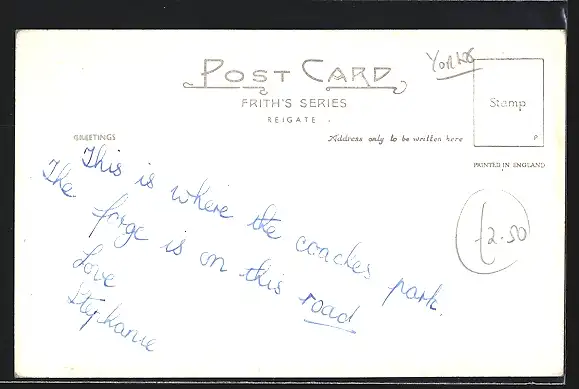 POST CARD
Yorks
FRITH'S SERIES
REIGATE
Stamp
P
GREETINGS
Address only to be written here
PRINTED IN ENGLAND
This is where the coaches park.
The forge is on this road
Love
Stephanie
£2.50